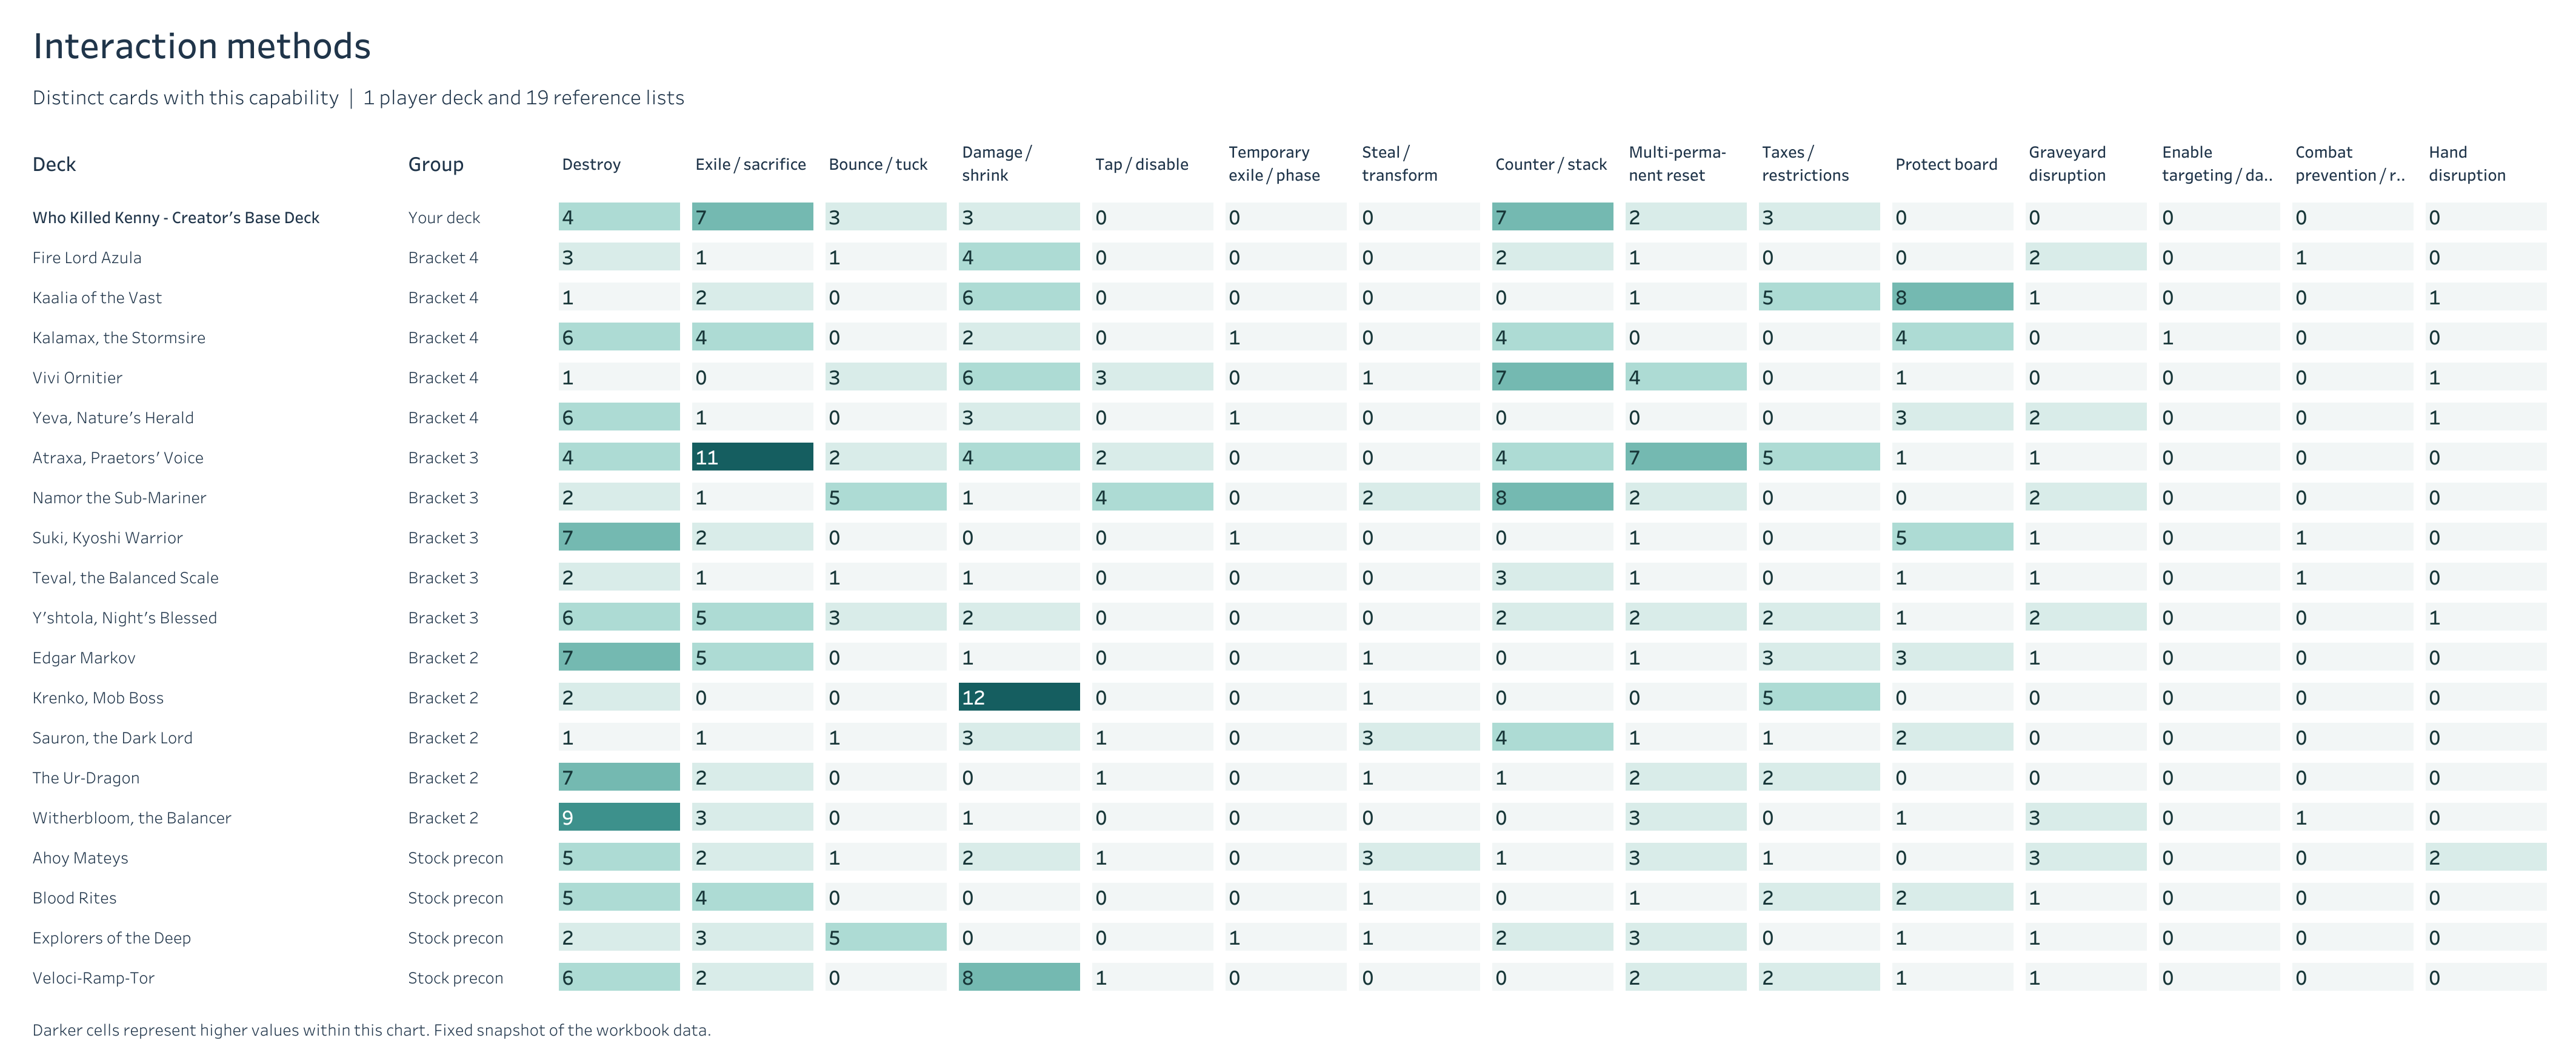 Interaction methods
Distinct cards with this capability | 1 player deck and 19 reference lists
Deck Group Destroy Exile / sacrifice Bounce / tuck Damage / shrink Tap / disable Temporary exile / phase Steal / transform Counter / stack Multi-perma-nent reset Taxes / restrictions Protect board Graveyard disruption Enable targeting / da.. Combat prevention / r.. Hand disruption
Who Killed Kenny - Creator’s Base Deck Your deck 4 7 3 3 0 0 0 7 2 3 0 0 0 0 0
Fire Lord Azula Bracket 4 3 1 1 4 0 0 0 2 1 0 0 2 0 1 0
Kaalia of the Vast Bracket 4 1 2 0 6 0 0 0 0 1 5 8 1 0 0 1
Kalamax, the Stormsire Bracket 4 6 4 0 2 0 1 0 4 0 0 4 0 1 0 0
Vivi Ornitier Bracket 4 1 0 3 6 3 0 1 7 4 0 1 0 0 0 1
Yeva, Nature’s Herald Bracket 4 6 1 0 3 0 1 0 0 0 0 3 2 0 0 1
Atraxa, Praetors’ Voice Bracket 3 4 11 2 4 2 0 0 4 7 5 1 1 0 0 0
Namor the Sub-Mariner Bracket 3 2 1 5 1 4 0 2 8 2 0 0 2 0 0 0
Suki, Kyoshi Warrior Bracket 3 7 2 0 0 0 1 0 0 1 0 5 1 0 1 0
Teval, the Balanced Scale Bracket 3 2 1 1 1 0 0 0 3 1 0 1 1 0 1 0
Y’shtola, Night’s Blessed Bracket 3 6 5 3 2 0 0 0 2 2 2 1 2 0 0 1
Edgar Markov Bracket 2 7 5 0 1 0 0 1 0 1 3 3 1 0 0 0
Krenko, Mob Boss Bracket 2 2 0 0 12 0 0 1 0 0 5 0 0 0 0 0
Sauron, the Dark Lord Bracket 2 1 1 1 3 1 0 3 4 1 1 2 0 0 0 0
The Ur-Dragon Bracket 2 7 2 0 0 1 0 1 1 2 2 0 0 0 0 0
Witherbloom, the Balancer Bracket 2 9 3 0 1 0 0 0 0 3 0 1 3 0 1 0
Ahoy Mateys Stock precon 5 2 1 2 1 0 3 1 3 1 0 3 0 0 2
Blood Rites Stock precon 5 4 0 0 0 0 1 0 1 2 2 1 0 0 0
Explorers of the Deep Stock precon 2 3 5 0 0 1 1 2 3 0 1 1 0 0 0
Veloci-Ramp-Tor Stock precon 6 2 0 8 1 0 0 0 2 2 1 1 0 0 0
Darker cells represent higher values within this chart. Fixed snapshot of the workbook data.